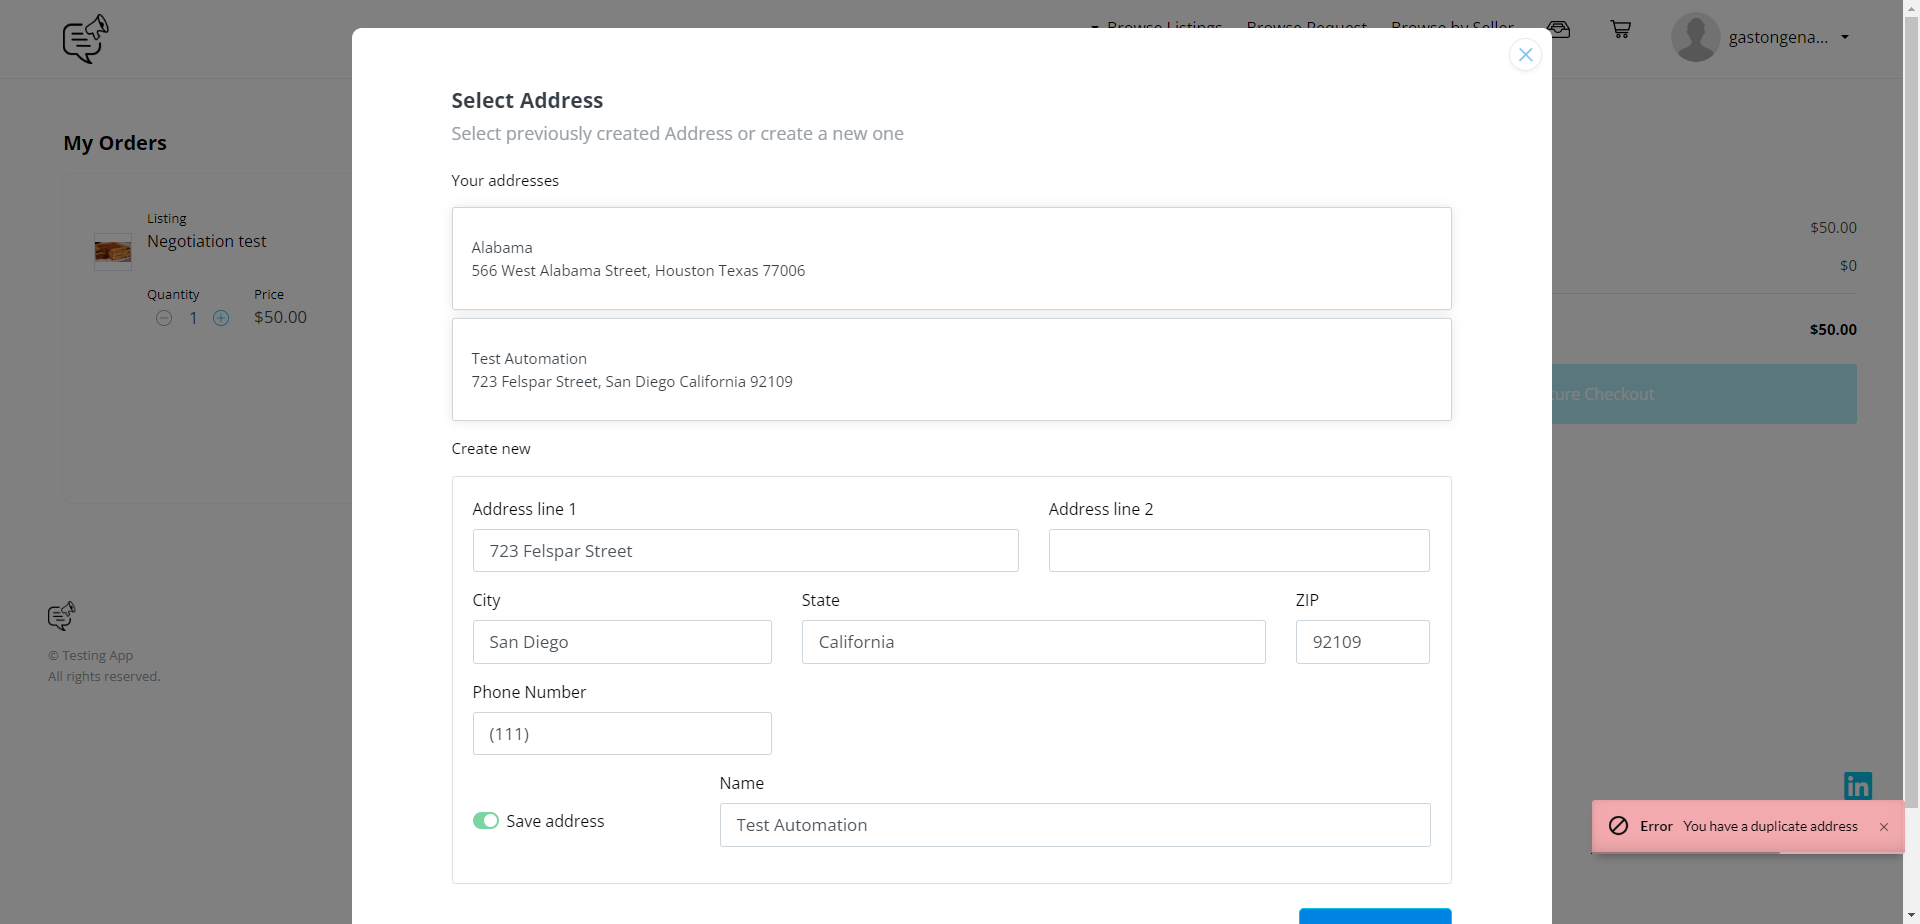 Browse Listings Browse Request Browse by Seller
gastongena...
Select Address
Select previously created Address or create a new one
My Orders
Your addresses
Listing
Negotiation test
Quantity Price
1 $50.00
Alabama
566 West Alabama Street, Houston Texas 77006
Test Automation
723 Felspar Street, San Diego California 92109
$50.00
$0
$50.00
Checkout
Create new
Address line 1 Address line 2
723 Felspar Street
City State ZIP
San Diego California 92109
Phone Number
(111)
Name
Save address Test Automation
© Testing App
All rights reserved.
in
Error You have a duplicate address